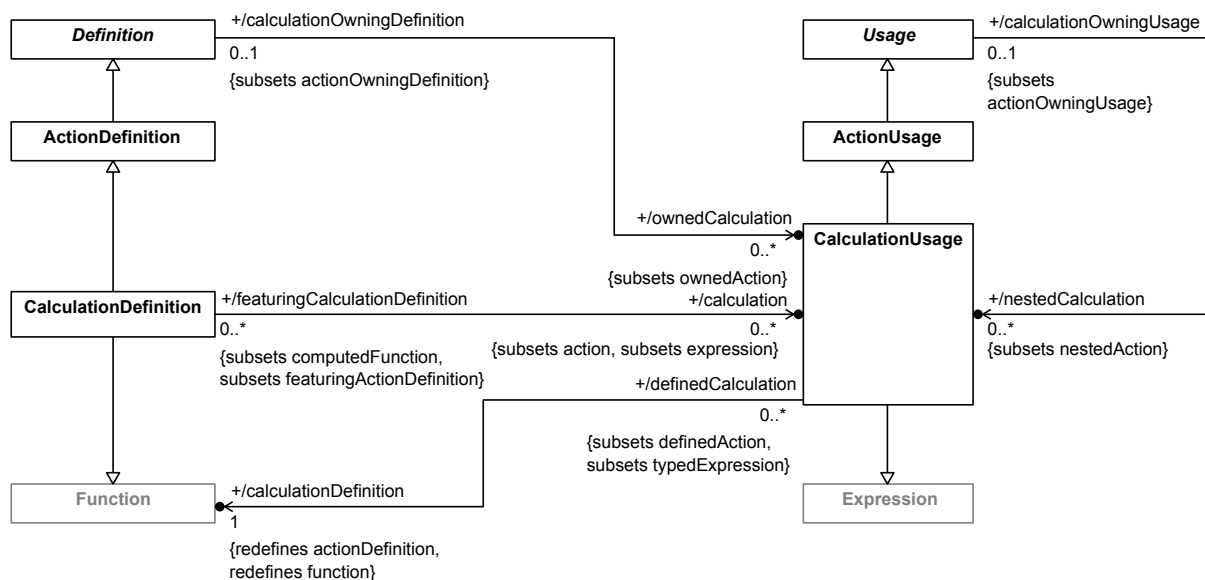 +/calculationOwningDefinition
Definition
0..1
{subsets actionOwningDefinition}
+/calculationOwningUsage
Usage
0..1
{subsets
actionOwningUsage}
ActionDefinition
ActionUsage
+/ownedCalculation
0..*
{subsets ownedAction}
CalculationUsage
CalculationDefinition
+/featuringCalculationDefinition
0..*
{subsets computedFunction,
subsets featuringActionDefinition}
+/calculation
0..*
{subsets action, subsets expression}
+/nestedCalculation
0..*
{subsets nestedAction}
+/definedCalculation
0..*
{subsets definedAction,
subsets typedExpression}
Function
+/calculationDefinition
1
{redefines actionDefinition,
redefines function}
Expression